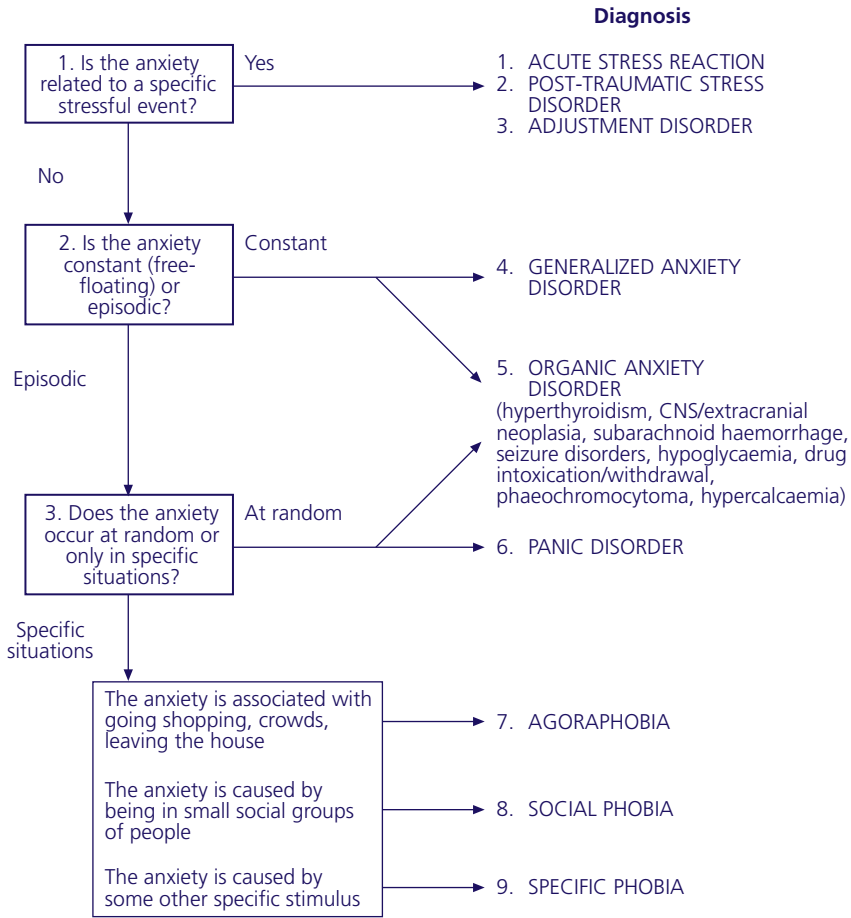 Diagnosis
1. Is the anxiety
related to a specific
stressful event?
Yes
1. ACUTE STRESS REACTION
2. POST-TRAUMATIC STRESS
DISORDER
3. ADJUSTMENT DISORDER
No
2. Is the anxiety
constant (free-
floating) or
episodic?
Constant
4. GENERALIZED ANXIETY
DISORDER
Episodic
5. ORGANIC ANXIETY
DISORDER
(hyperthyroidism, CNS/extracranial
neoplasia, subarachnoid haemorrhage,
seizure disorders, hypoglycaemia, drug
intoxication/withdrawal,
phaeochromocytoma, hypercalcaemia)
3. Does the anxiety
occur at random or
only in specific
situations?
At random
6. PANIC DISORDER
Specific
situations
The anxiety is associated with
going shopping, crowds,
leaving the house
7. AGORAPHOBIA
The anxiety is caused by
being in small social groups
of people
8. SOCIAL PHOBIA
The anxiety is caused by
some other specific stimulus
9. SPECIFIC PHOBIA